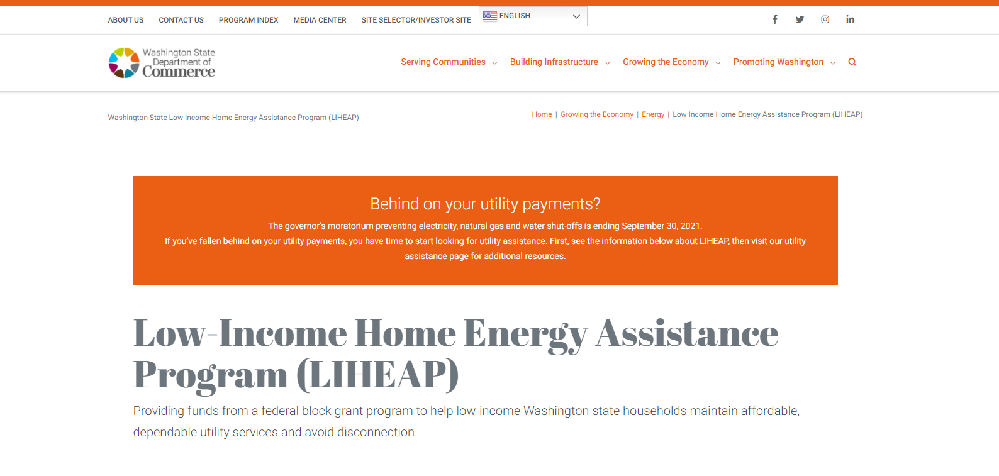 ABOUT US CONTACT US PROGRAM INDEX MEDIA CENTER SITE SELECTOR/INVESTOR SITE ENGLISH
Washington State
Department of
Commerce
Serving Communities Building Infrastructure Growing the Economy Promoting Washington
Washington State Low Income Home Energy Assistance Program (LIHEAP)
Home | Growing the Economy | Energy | Low Income Home Energy Assistance Program (LIHEAP)
Behind on your utility payments?
The governor's moratorium preventing electricity, natural gas and water shut-offs is ending September 30, 2021.
If you've fallen behind on your utility payments, you have time to start looking for utility assistance. First, see the information below about LIHEAP, then visit our utility
assistance page for additional resources.
Low-Income Home Energy Assistance
Program (LIHEAP)
Providing funds from a federal block grant program to help low-income Washington state households maintain affordable,
dependable utility services and avoid disconnection.